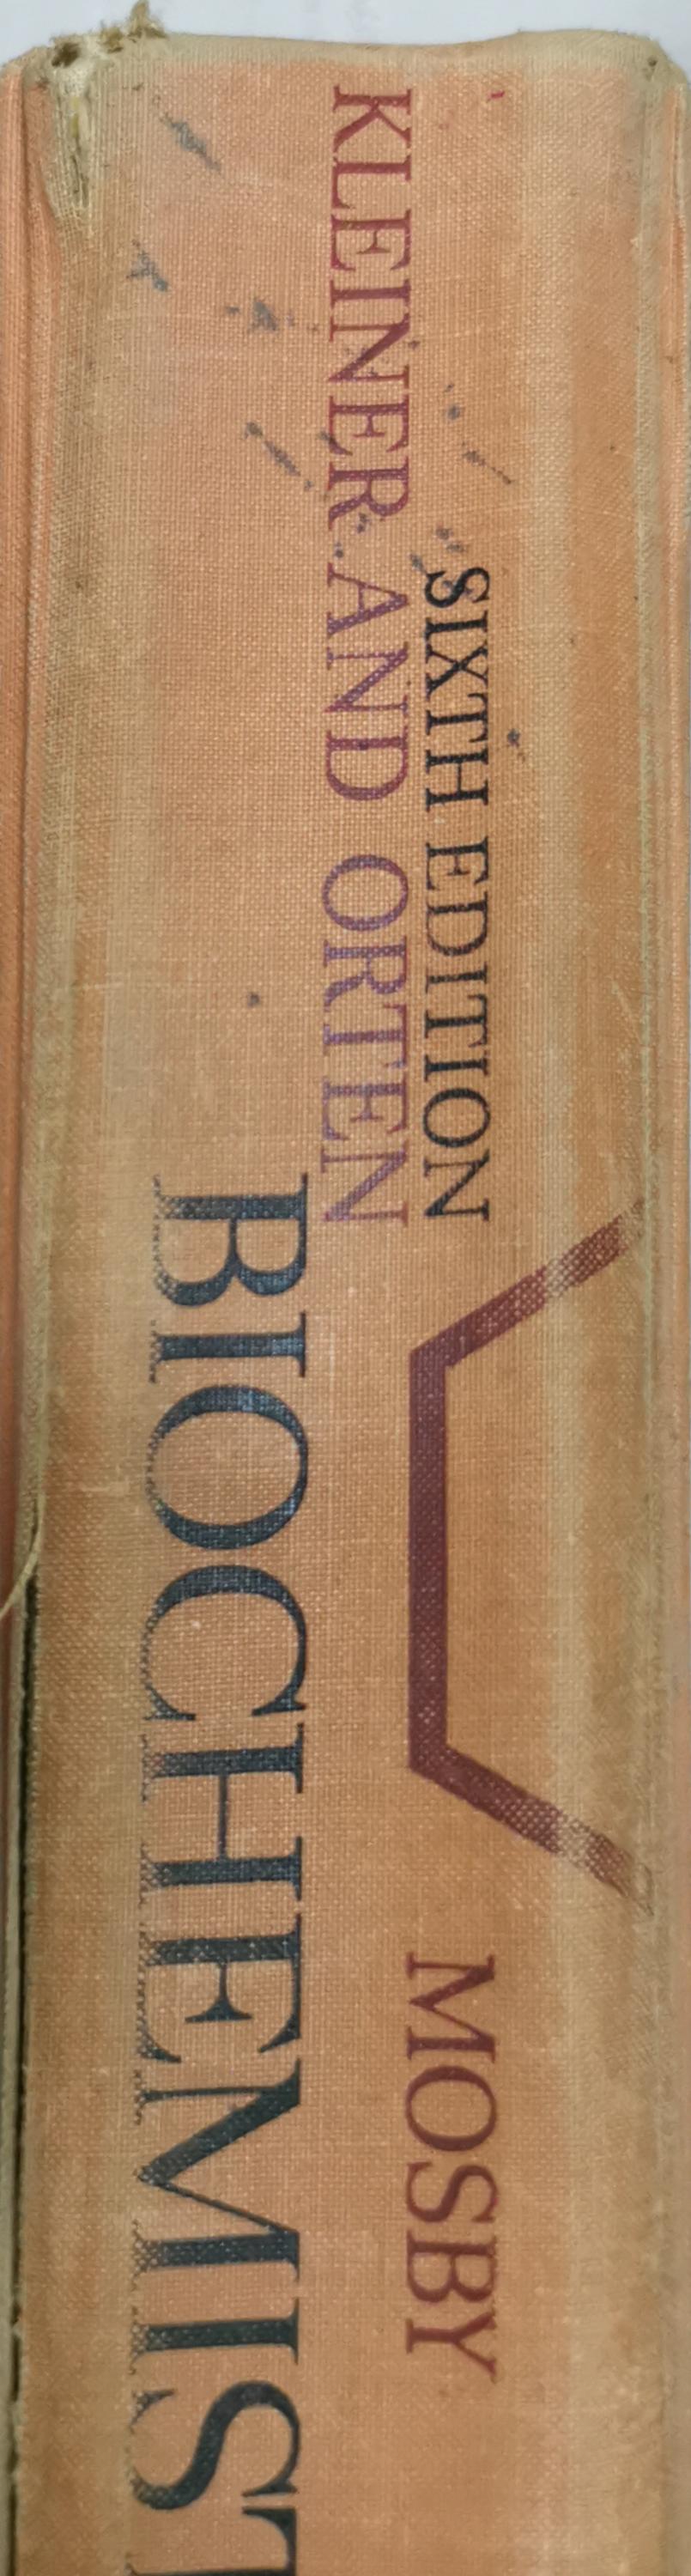 SIXTH EDITION
KLEINER AND ORTEN
MOSBY
BIOCHEMIST